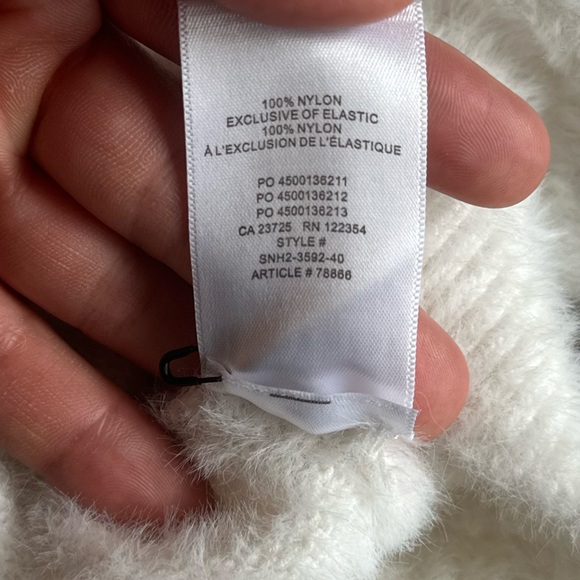 100% NYLON
EXCLUSIVE OF ELASTIC
100% NYLON
À L'EXCLUSION DE L'ÉLASTIQUE
PO 4500136211
PO 4500136212
PO 4500136213
CA 23725 RN 122354
STYLE #
SNH2-3592-40
ARTICLE # 78666